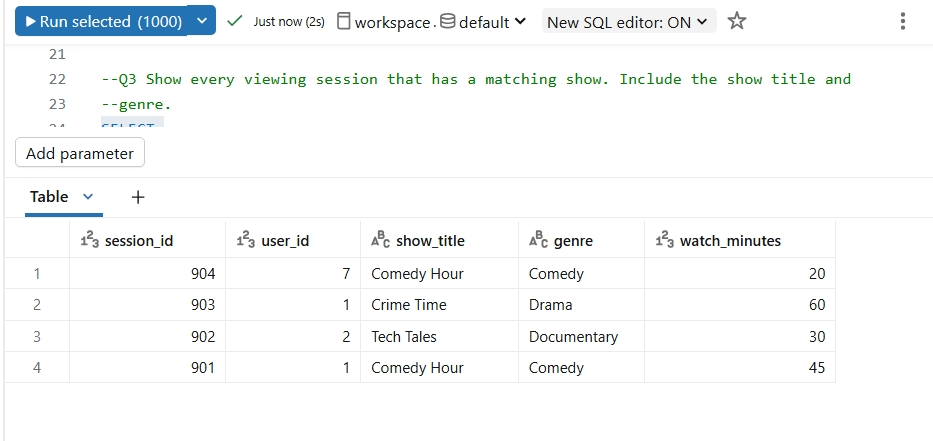 Run selected (1000) Just now (2s) workspace . default New SQL editor: ON
21
22 --Q3 Show every viewing session that has a matching show. Include the show title and
23 --genre.
24 SELECT
Add parameter
Table +
session_id user_id show_title genre watch_minutes
1 904 7 Comedy Hour Comedy 20
2 903 1 Crime Time Drama 60
3 902 2 Tech Tales Documentary 30
4 901 1 Comedy Hour Comedy 45